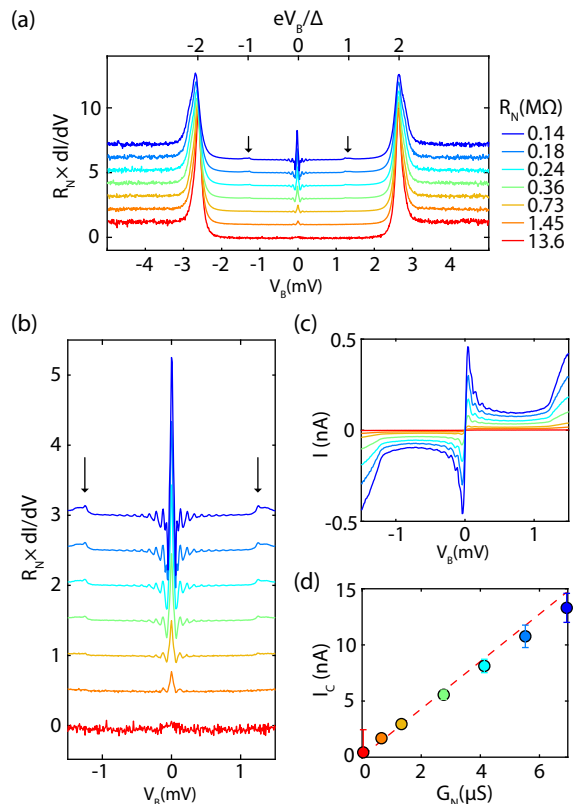 (a)
eV_B/Δ
-2 -1 0 1 2
R_N × dI/dV
10
5
0
-4 -3 -2 -1 0 1 2 3 4
V_B(mV)
R_N(MΩ)
0.14
0.18
0.24
0.36
0.73
1.45
13.6
(b)
R_N × dI/dV
5
4
3
2
1
0
-1 0 1
V_B(mV)
(c)
I (nA)
0.5
0
-0.5
-1 0 1
V_B(mV)
(d)
I_C (nA)
15
10
5
0
0 2 4 6
G_N(μS)